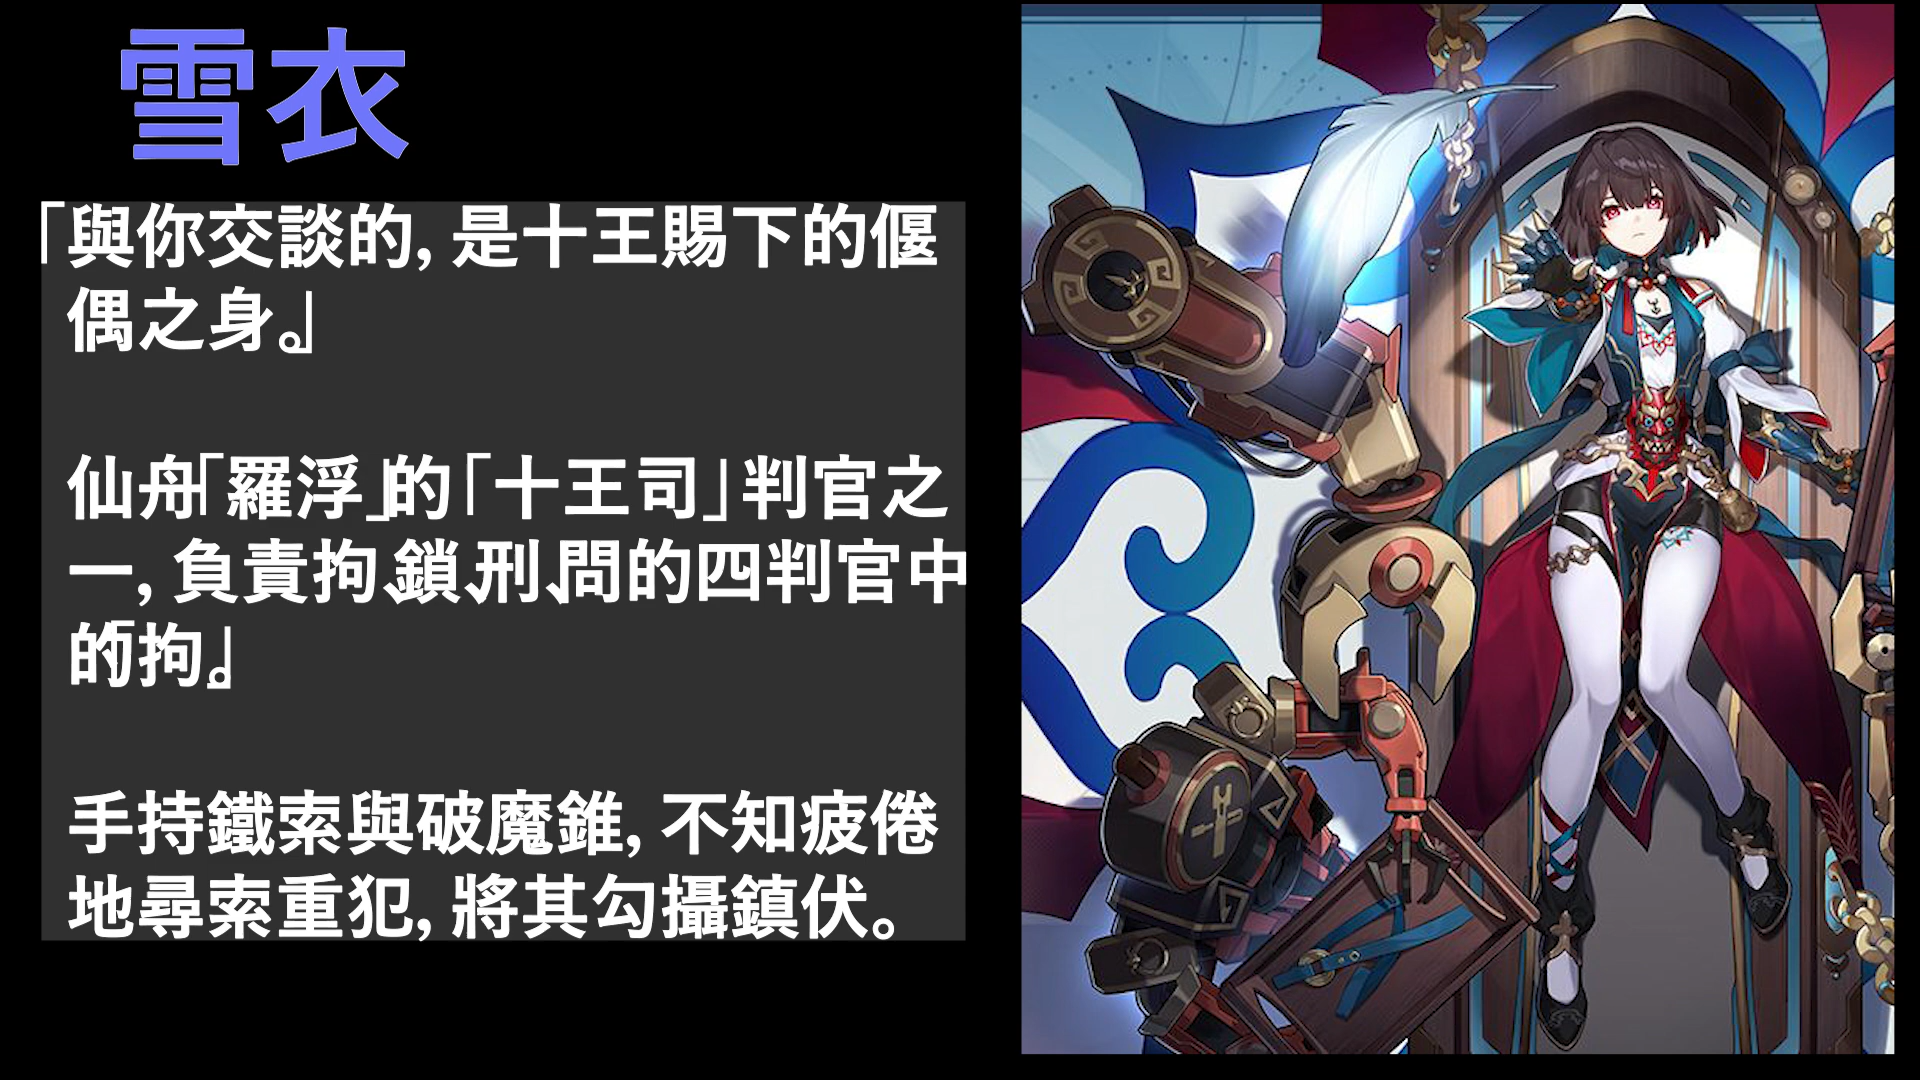 雪衣
「與你交談的, 是十王賜下的偃
偶之身。』
仙舟「羅浮」的「十王司」判官之
一, 負責拘、鎖、刑、問的四判官中
的「拘。』
手持鐵索與破魔錐, 不知疲倦
地尋索重犯, 將其勾攝鎮伏。